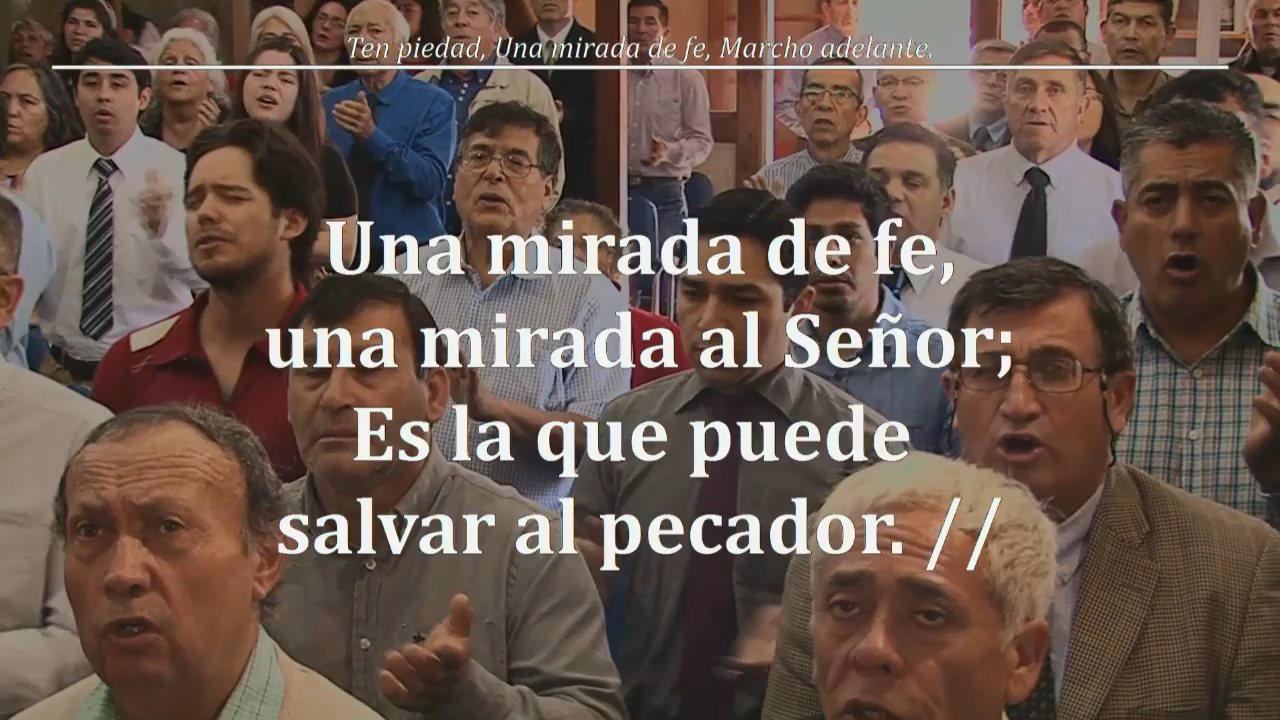 Ten piedad, Una mirada de fe, Marcho adelante.
Una mirada de fe,
una mirada al Señor;
Es la que puede
salvar al pecador. //